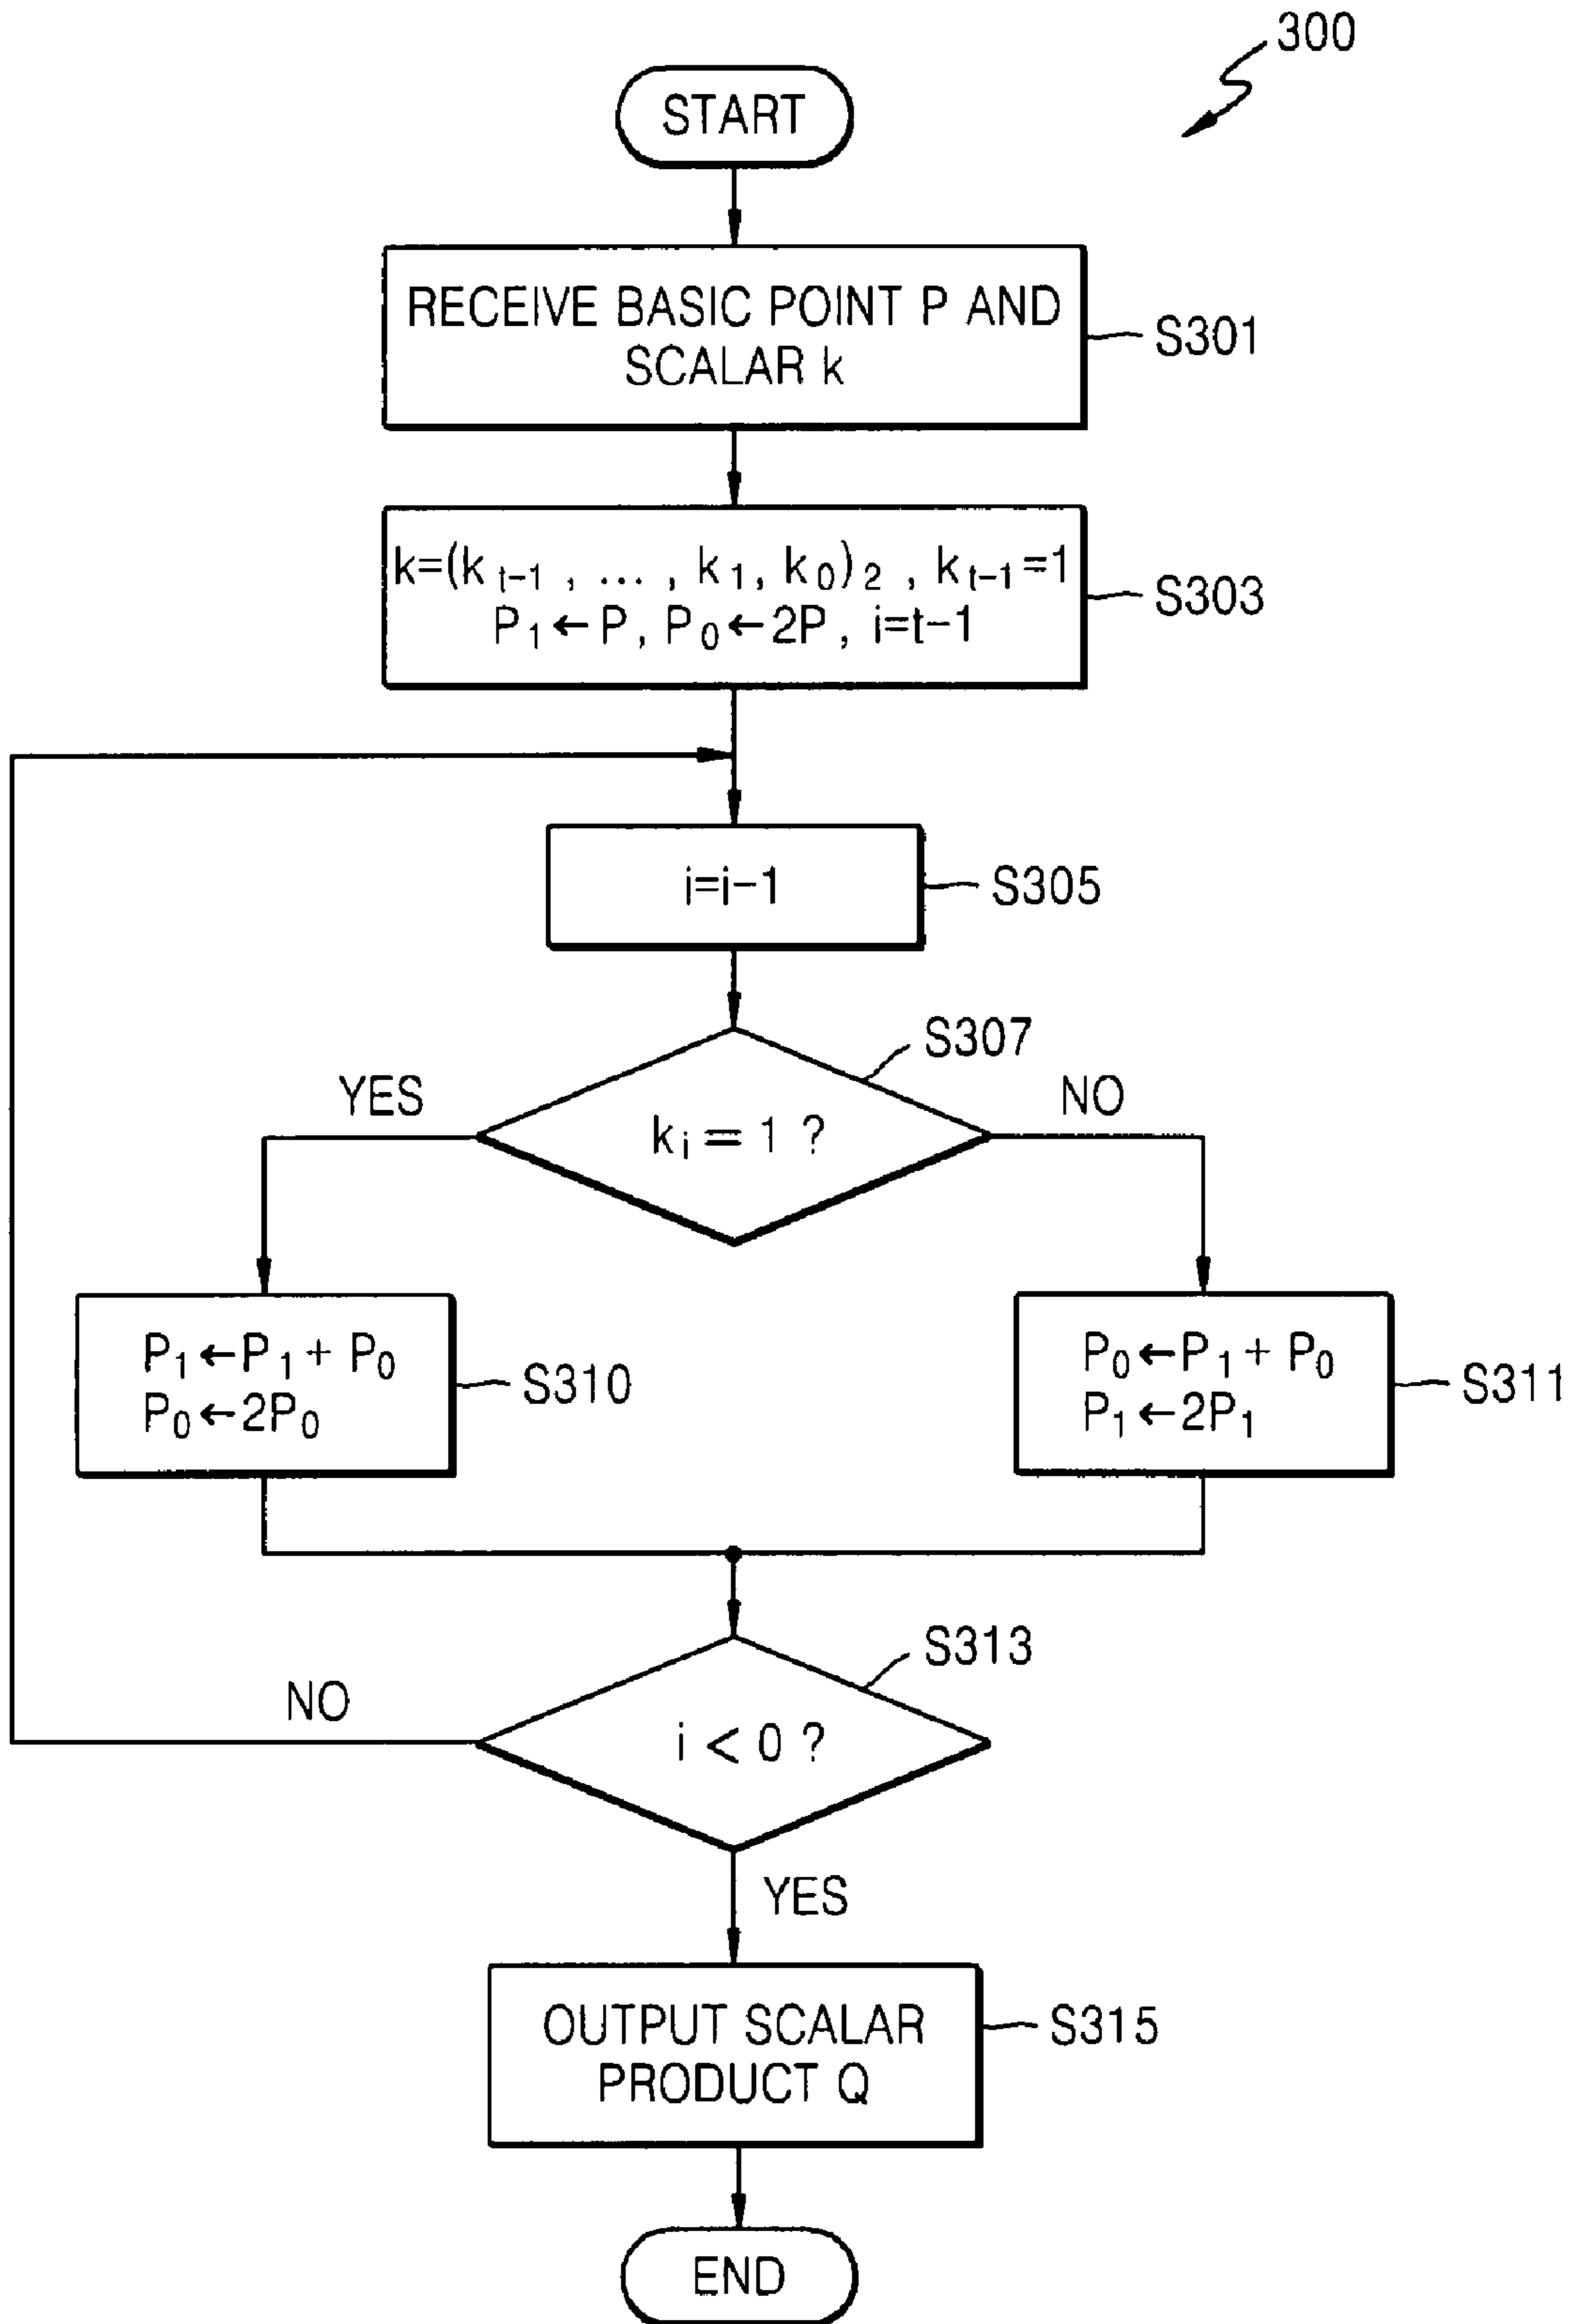 300
START
RECEIVE BASIC POINT P AND
SCALAR k
S301
k=(k t-1 , ... , k 1, k 0) 2 , k t-1 =1
P 1 ← P, P 0 ← 2P, i=t-1
S303
i=i-1
S305
S307
YES
NO
k i = 1 ?
P 1 ← P 1 + P 0
P 0 ← 2P 0
S310
P 0 ← P 1 + P 0
P 1 ← 2P 1
S311
S313
NO
i < 0 ?
YES
OUTPUT SCALAR
PRODUCT Q
S315
END